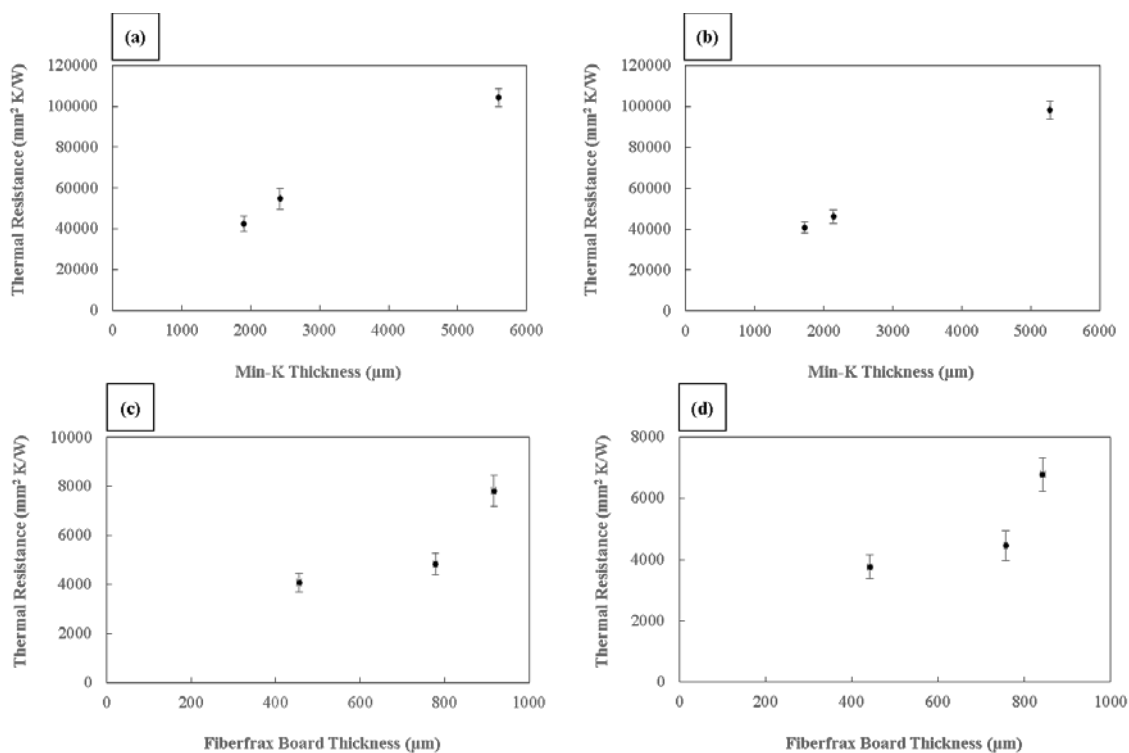 (a)
Thermal Resistance (mm² K/W)
120000
100000
80000
60000
40000
20000
0
0 1000 2000 3000 4000 5000 6000
Min-K Thickness (µm)
(b)
Thermal Resistance (mm² K/W)
120000
100000
80000
60000
40000
20000
0
0 1000 2000 3000 4000 5000 6000
Min-K Thickness (µm)
(c)
Thermal Resistance (mm² K/W)
10000
8000
6000
4000
2000
0
0 200 400 600 800 1000
Fiberfrax Board Thickness (µm)
(d)
Thermal Resistance (mm² K/W)
8000
6000
4000
2000
0
0 200 400 600 800 1000
Fiberfrax Board Thickness (µm)